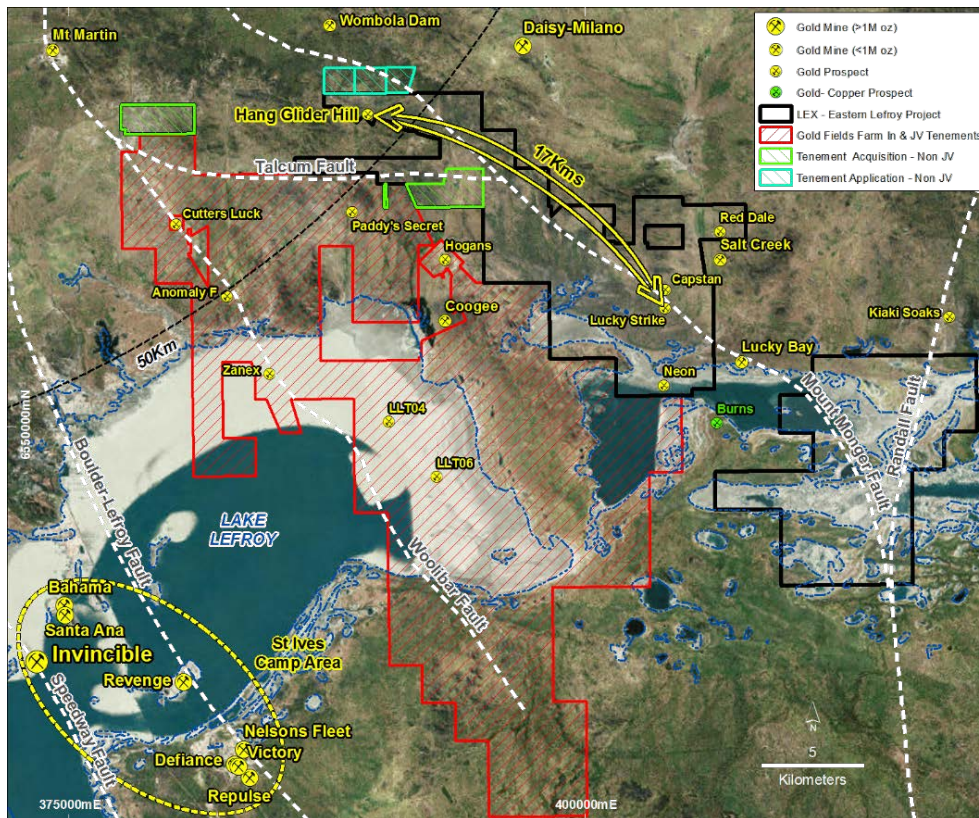 Wombola Dam
Daisy-Milano
Mt Martin
Gold Mine (>1M oz)
Gold Mine (<1M oz)
Gold Prospect
Gold- Copper Prospect
LEX - Eastern Lefroy Project
Gold Fields Farm In & JV Tenements
Tenement Acquisition - Non JV
Tenement Application - Non JV
Hang Glider Hill
17Kms
Talcum Fault
Cutters Luck
Paddy's Secret
Red Dale
Hogans
Salt Creek
Anomaly F
Capstan
Coogee
Lucky Strike
Kiaki Soaks
50Km
Zanex
Lucky Bay
Neon
LLT04
Burns
6550000mN
Mount Monger Fault
Randall Fault
LLT06
Boulder-Lefroy Fault
LAKE
LEFROY
Woolibar Fault
Bahama
Santa Ana
St Ives
Camp Area
Invincible
Revenge
Speedway Fault
Nelsons Fleet
Victory
Defiance
Repulse
N
5
Kilometers
375000mE
400000mE